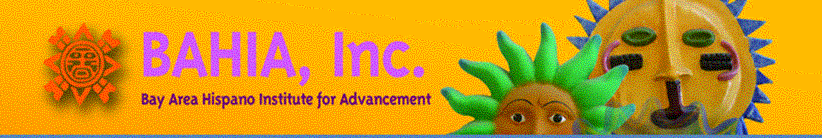 BAHIA, Inc.
Bay Area Hispano Institute for Advancement